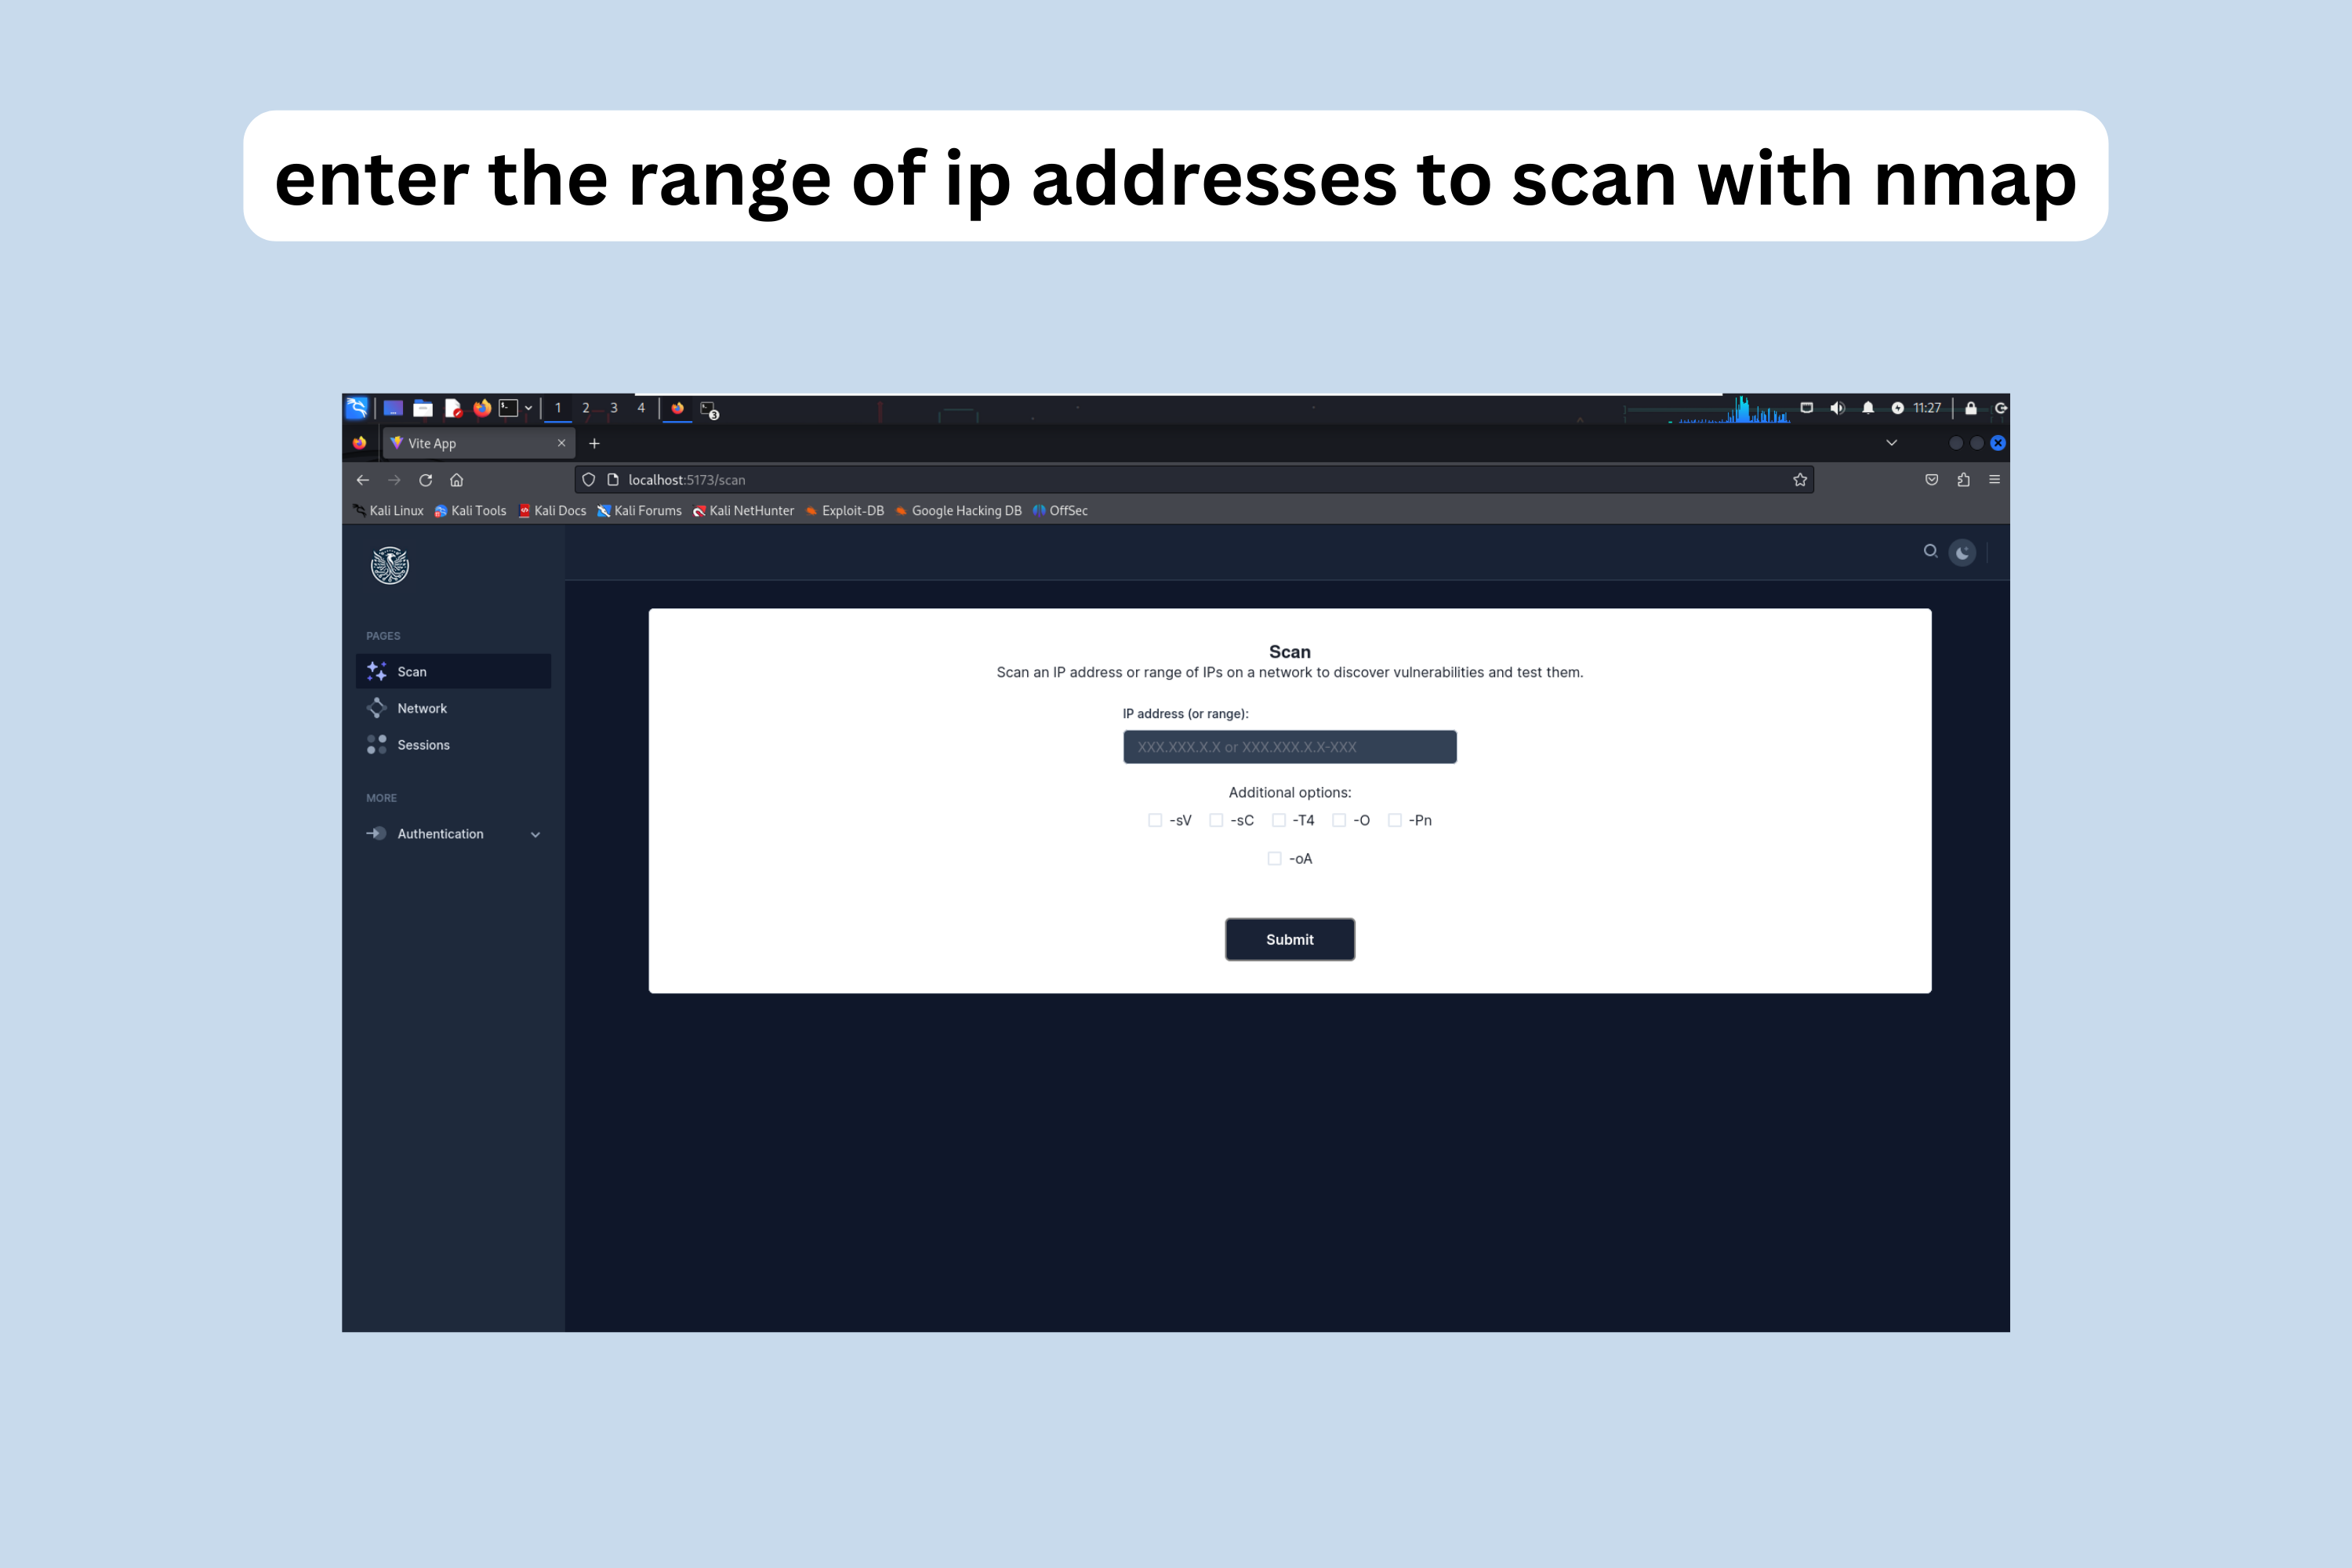 enter the range of ip addresses to scan with nmap
1 2 3 4 3 11:27
Vite App
localhost:5173/scan
Kali Linux Kali Tools Kali Docs Kali Forums Kali NetHunter Exploit-DB Google Hacking DB OffSec
PAGES
Scan
Network
Sessions
MORE
Authentication
Scan
Scan an IP address or range of IPs on a network to discover vulnerabilities and test them.
IP address (or range):
XXX.XXX.X.X or XXX.XXX.X.X-XXX
Additional options:
-sV -sC -T4 -O -Pn
-oA
Submit